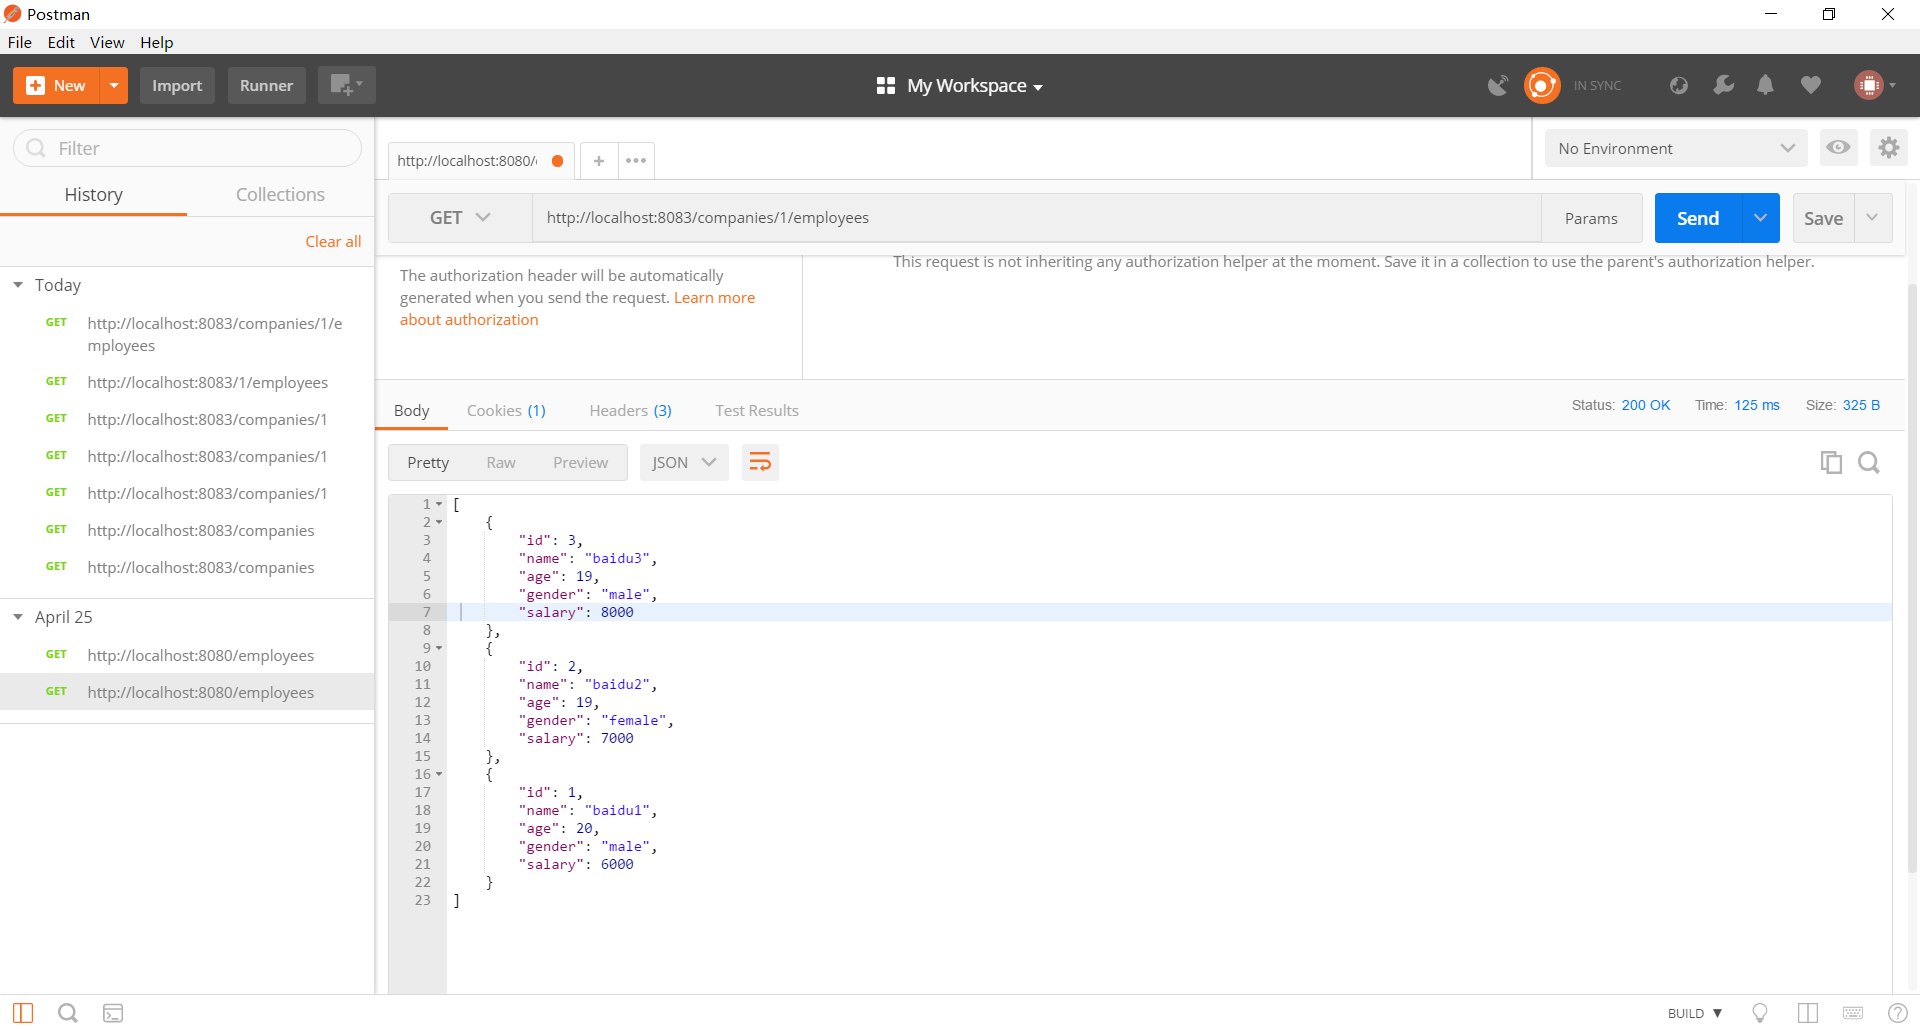 Postman
File Edit View Help
New Import Runner My Workspace IN SYNC
Filter
History Collections
Clear all
Today
GET http://localhost:8083/companies/1/e
mployees
GET http://localhost:8083/1/employees
GET http://localhost:8083/companies/1
GET http://localhost:8083/companies/1
GET http://localhost:8083/companies/1
GET http://localhost:8083/companies
GET http://localhost:8083/companies
April 25
GET http://localhost:8080/employees
GET http://localhost:8080/employees
http://localhost:8080/ + ••• No Environment
GET http://localhost:8083/companies/1/employees Params Send Save
The authorization header will be automatically
generated when you send the request. Learn more
about authorization
This request is not inheriting any authorization helper at the moment. Save it in a collection to use the parent's authorization helper.
Body Cookies (1) Headers (3) Test Results Status: 200 OK Time: 125 ms Size: 325 B
Pretty Raw Preview JSON
1 [
2 {
3 "id": 3,
4 "name": "baidu3",
5 "age": 19,
6 "gender": "male",
7 "salary": 8000
8 },
9 {
10 "id": 2,
11 "name": "baidu2",
12 "age": 19,
13 "gender": "female",
14 "salary": 7000
15 },
16 {
17 "id": 1,
18 "name": "baidu1",
19 "age": 20,
20 "gender": "male",
21 "salary": 6000
22 }
23 ]
BUILD